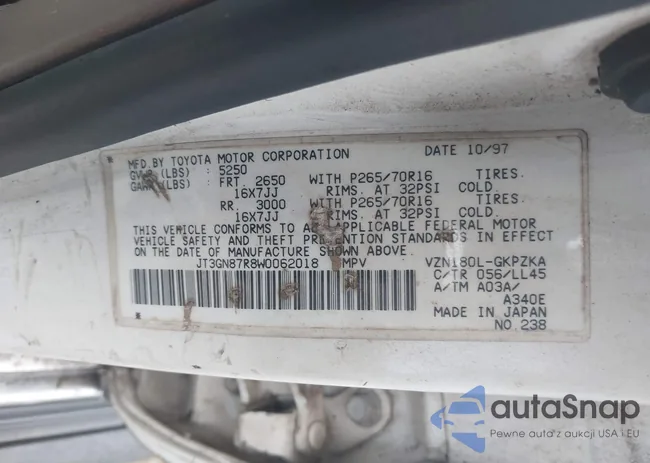 MFD.BY TOYOTA MOTOR CORPORATION DATE 10/97
GVWR (LBS) : 5250
GAWR (LBS) : FRT. 2650 WITH P265/70R16 TIRES.
16X7JJ RIMS. AT 32PSI COLD.
RR. 3000 WITH P265/70R16 TIRES.
16X7JJ RIMS. AT 32PSI COLD.
THIS VEHICLE CONFORMS TO ALL APPLICABLE FEDERAL MOTOR
VEHICLE SAFETY AND THEFT PREVENTION STANDARDS IN EFFECT
ON THE DATE OF MANUFACTURE SHOWN ABOVE.
JT3GN87R8W0062018 MPV VZN180L-GKPZKA
C/TR 056/LL45
A/TM A03A/
A340E
MADE IN JAPAN
NO.238
autaSnap
Pewne auta z aukcji USA i EU